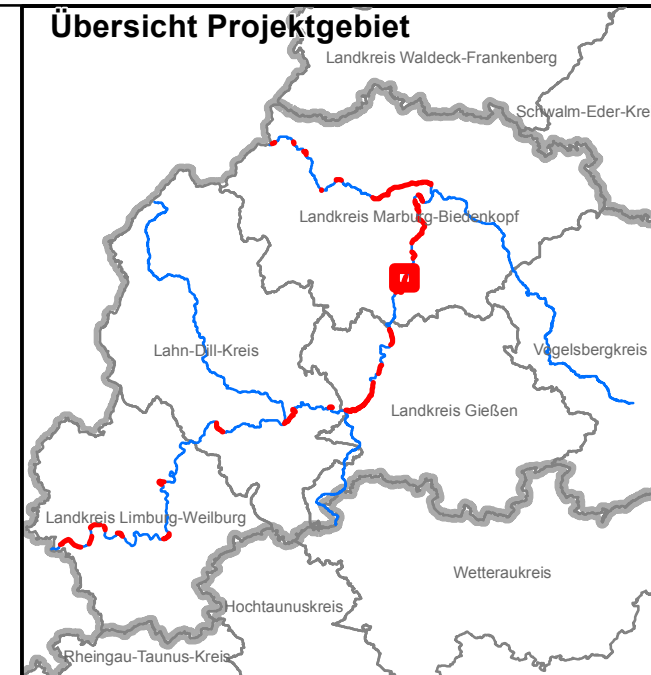 Übersicht Projektgebiet
Landkreis Waldeck-Frankenberg
Schwalm-Eder-Kre
Landkreis Marburg-Biedenkopf
Lahn-Dill-Kreis
Vogelsbergkreis
Landkreis Gießen
Landkreis Limburg-Weilburg
Wetteraukreis
Hochtaunuskreis
Rheingau-Taunus-Kreis